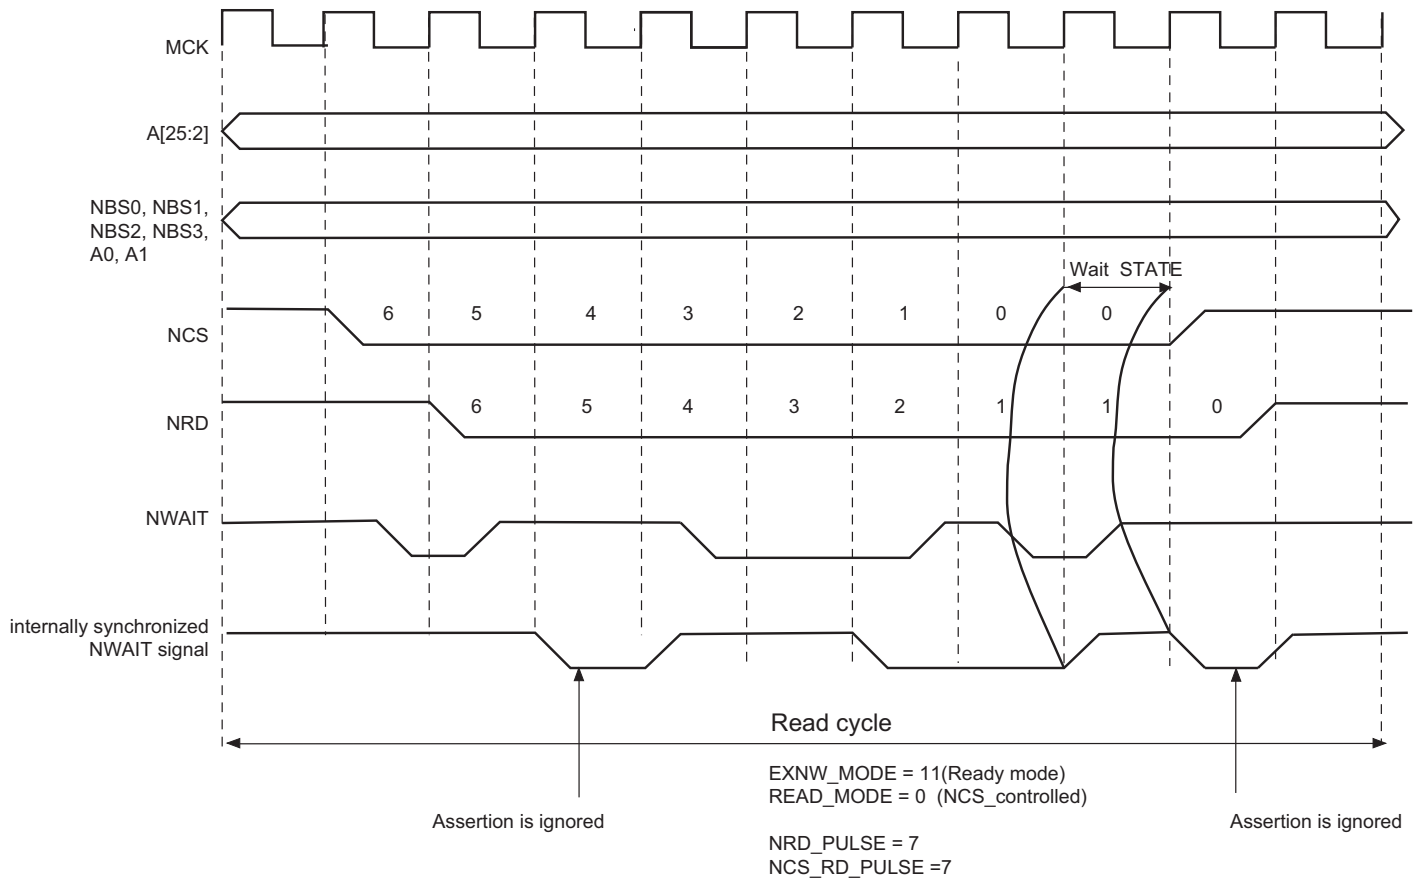 MCK
A[25:2]
NBS0, NBS1,
NBS2, NBS3,
A0, A1
Wait STATE
NCS
6 5 4 3 2 1 0 0
NRD
6 5 4 3 2 1 1 0
NWAIT
internally synchronized
NWAIT signal
Read cycle
EXNW_MODE = 11(Ready mode)
READ_MODE = 0 (NCS_controlled)
Assertion is ignored
Assertion is ignored
NRD_PULSE = 7
NCS_RD_PULSE =7